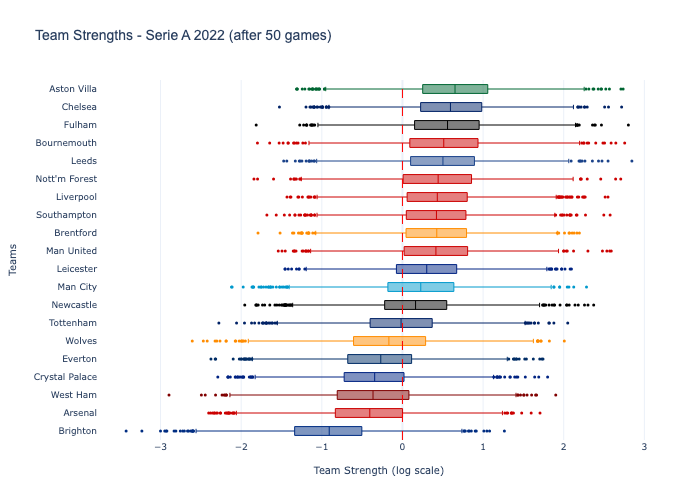 Team Strengths - Serie A 2022 (after 50 games)
Aston Villa
Chelsea
Fulham
Bournemouth
Leeds
Nott'm Forest
Liverpool
Southampton
Brentford
Man United
Leicester
Man City
Newcastle
Tottenham
Wolves
Everton
Crystal Palace
West Ham
Arsenal
Brighton
Teams
−3 −2 −1 0 1 2 3
Team Strength (log scale)